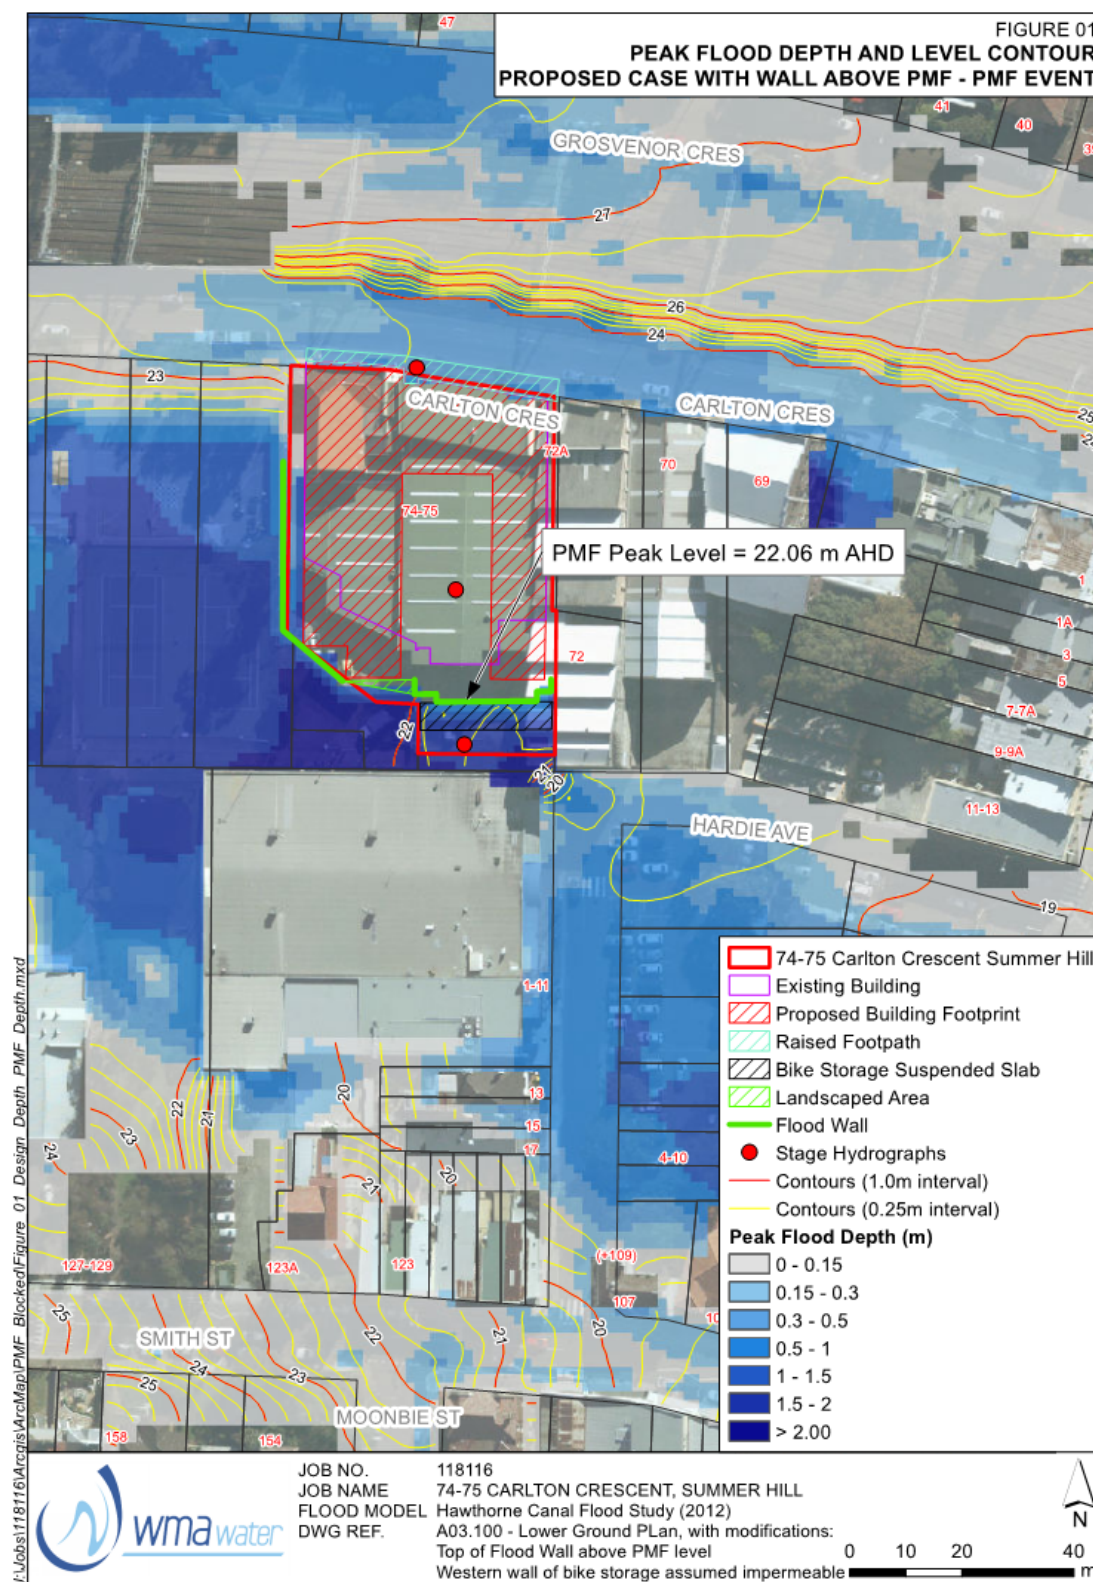 FIGURE 01
PEAK FLOOD DEPTH AND LEVEL CONTOUR
PROPOSED CASE WITH WALL ABOVE PMF - PMF EVENT
47
41
40
GROSVENOR CRES
27
26
24
25
23
CARLTON CRES
CARLTON CRES
72A
70
69
74-75
PMF Peak Level = 22.06 m AHD
1
1A
3
5
7-7A
9-9A
11-13
72
22
21
20
HARDIE AVE
19
1-11
74-75 Carlton Crescent Summer Hill
Existing Building
Proposed Building Footprint
Raised Footpath
Bike Storage Suspended Slab
Landscaped Area
Flood Wall
Stage Hydrographs
Contours (1.0m interval)
Contours (0.25m interval)
Peak Flood Depth (m)
0 - 0.15
0.15 - 0.3
0.3 - 0.5
0.5 - 1
1 - 1.5
1.5 - 2
> 2.00
20
22
21
23
24
13
15
17
20
21
4-10
127-129
123A
123
(+109)
107
25
22
21
20
SMITH ST
24
23
25
MOONBIE ST
158
154
I:\Jobs\118116\Arcgis\ArcMap\PMF_Blocked\Figure_01_Design_Depth_PMF_Depth.mxd
wmawater
JOB NO. 118116
JOB NAME 74-75 CARLTON CRESCENT, SUMMER HILL
FLOOD MODEL Hawthorne Canal Flood Study (2012)
DWG REF. A03.100 - Lower Ground PLan, with modifications:
Top of Flood Wall above PMF level
Western wall of bike storage assumed impermeable
N
0 10 20 40
m